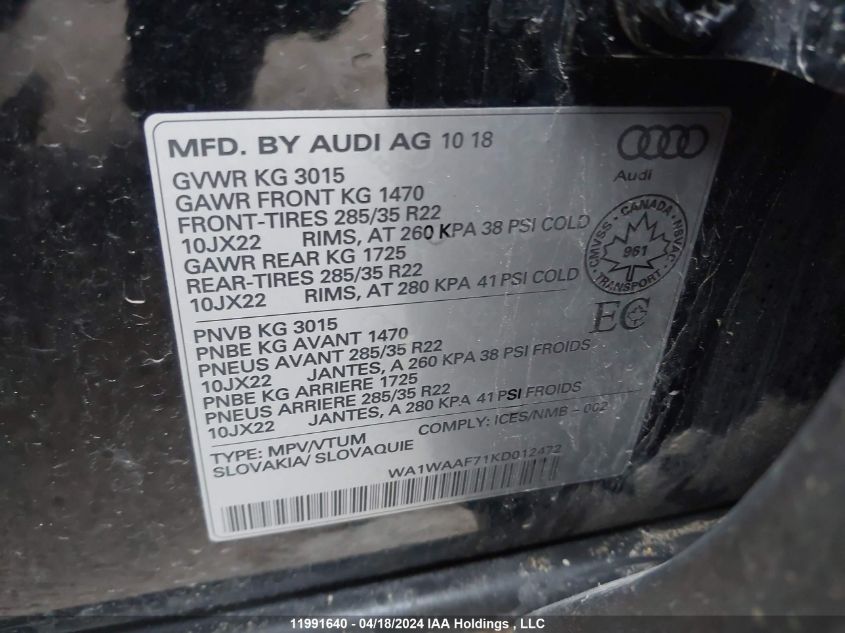 MFD. BY AUDI AG 10 18
Audi
GVWR KG 3015
GAWR FRONT KG 1470
FRONT-TIRES 285/35 R22
10JX22 RIMS, AT 260 KPA 38 PSI COLD
GAWR REAR KG 1725
REAR-TIRES 285/35 R22
10JX22 RIMS, AT 280 KPA 41 PSI COLD
CANADA
CMVSS NSVAC
961
TRANSPORT
EC
PNVB KG 3015
PNBE KG AVANT 1470
PNEUS AVANT 285/35 R22
10JX22 JANTES, A 260 KPA 38 PSI FROIDS
PNBE KG ARRIERE 1725
PNEUS ARRIERE 285/35 R22
10JX22 JANTES, A 280 KPA 41 PSI FROIDS
TYPE: MPV/VTUM COMPLY: ICES/NMB - 002
SLOVAKIA/ SLOVAQUIE
WA1WAAF71KD012472
11991640 - 04/18/2024 IAA Holdings , LLC